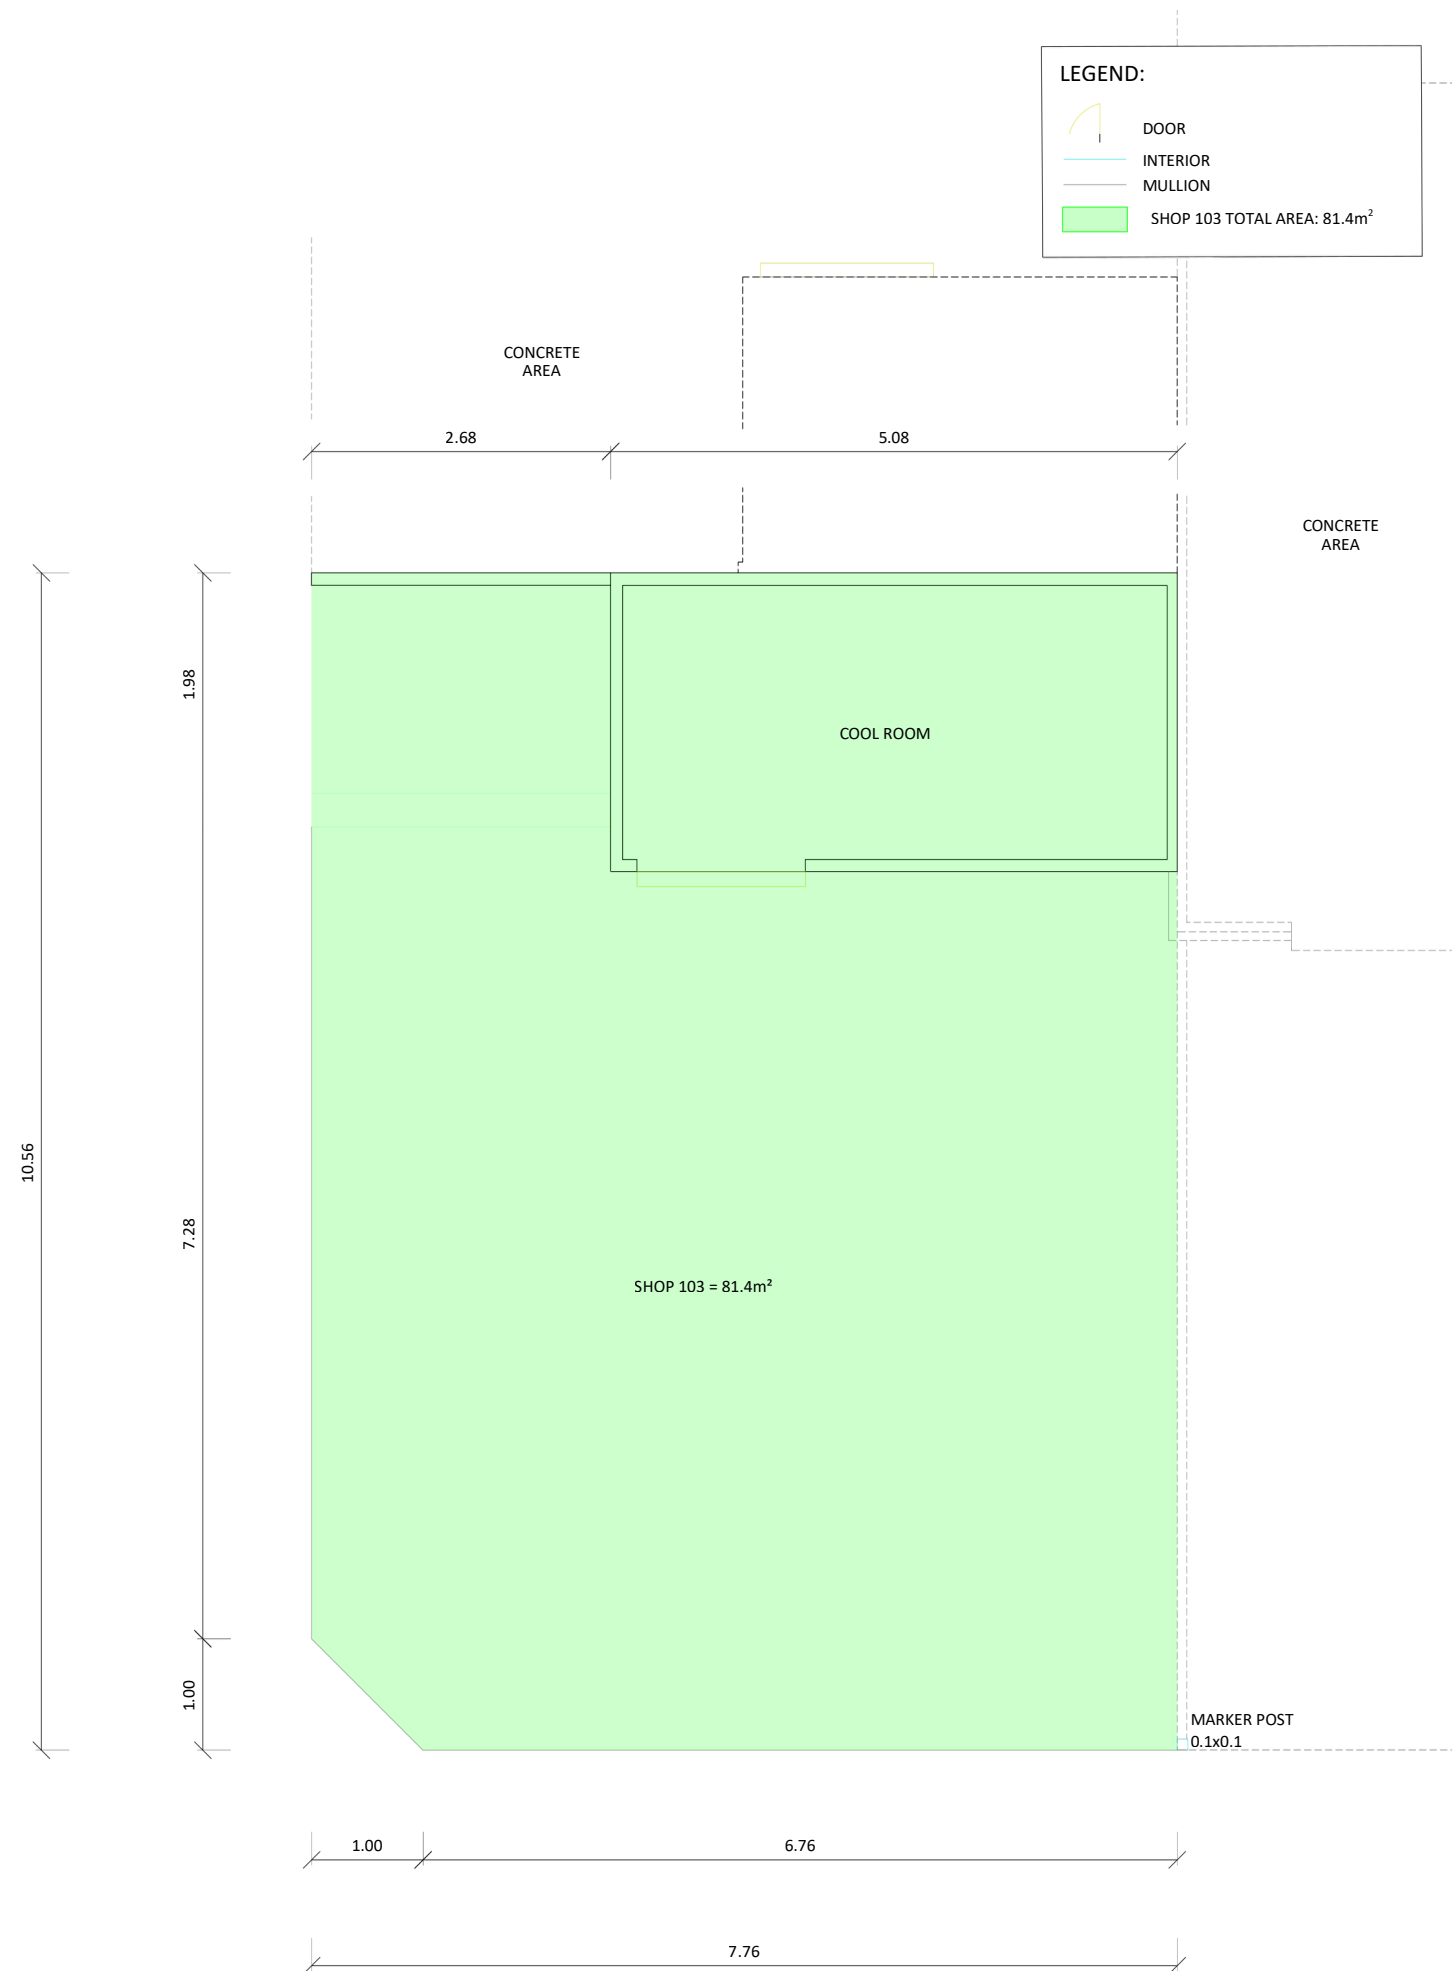 LEGEND:
DOOR
INTERIOR
MULLION
SHOP 103 TOTAL AREA: 81.4m²
CONCRETE
AREA
2.68
5.08
CONCRETE
AREA
1.98
COOL ROOM
10.56
7.28
SHOP 103 = 81.4m²
1.00
MARKER POST
0.1x0.1
1.00
6.76
7.76